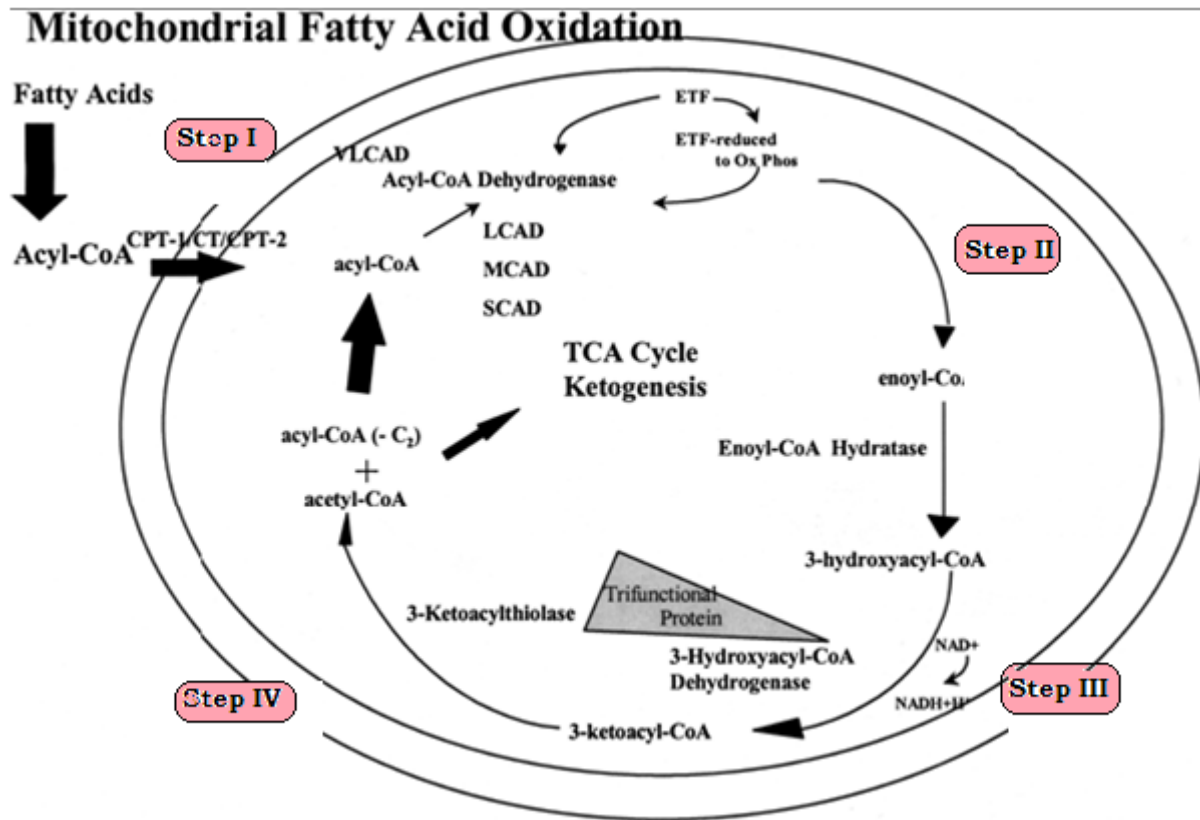 Mitochondrial Fatty Acid Oxidation
Fatty Acids
Step I
ETF
ETF-reduced
to Ox Phos
VLCAD
Acyl-CoA Dehydrogenase
Acyl-CoA
CPT-1/CT/CPT-2
acyl-CoA
LCAD
MCAD
SCAD
Step II
TCA Cycle
Ketogenesis
enoyl-Co
acyl-CoA (- C₂)
+
acetyl-CoA
Enoyl-CoA Hydratase
3-hydroxyacyl-CoA
3-Ketoacylthiolase
Trifunctional
Protein
3-Hydroxyacyl-CoA
Dehydrogenase
NAD+
NADH+H
Step III
Step IV
3-ketoacyl-CoA